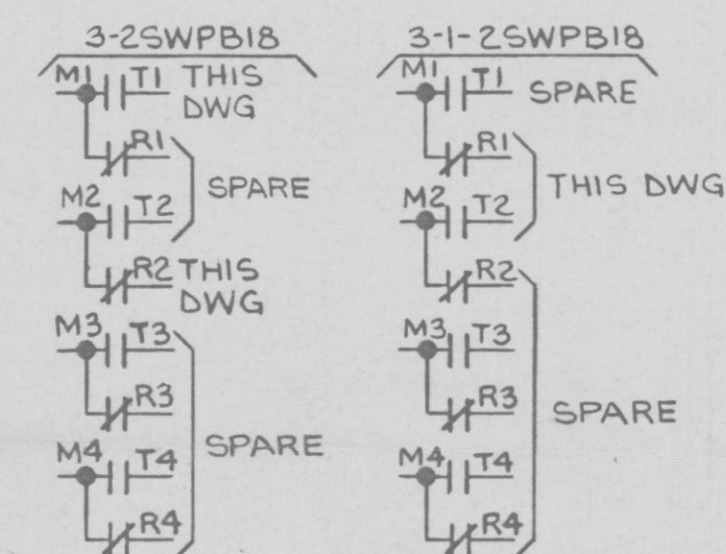 3-2SWPB18
M1 T1 THIS
DWG
R1
SPARE
M2 T2
R2 THIS
DWG
M3 T3
R3
SPARE
M4 T4
R4
3-1-2SWPB18
M1 T1 SPARE
R1
THIS DWG
M2 T2
R2
M3 T3
R3
SPARE
M4 T4
R4